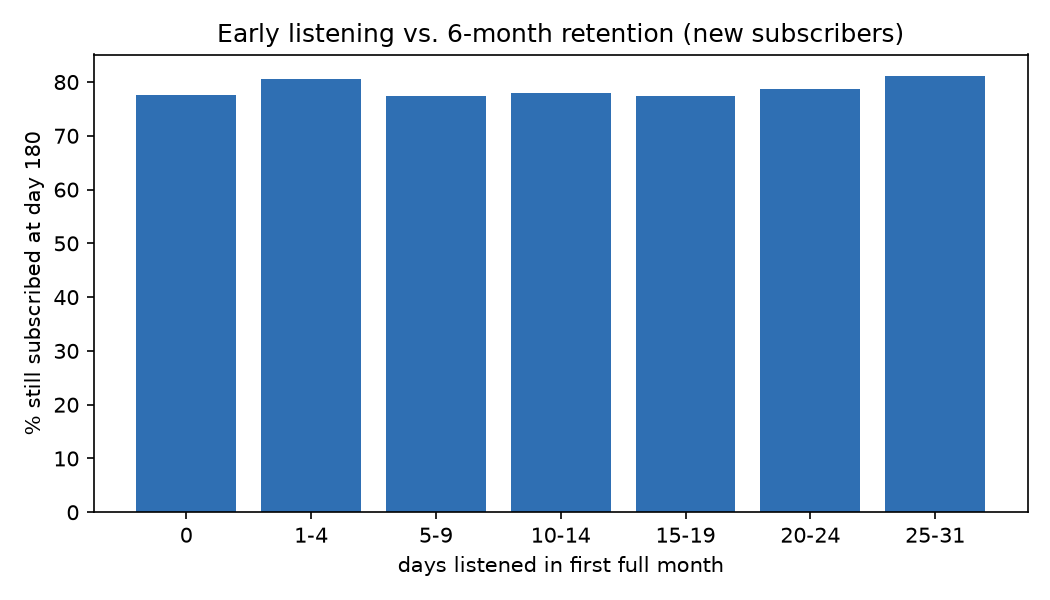 Early listening vs. 6-month retention (new subscribers)
% still subscribed at day 180
80
70
60
50
40
30
20
10
0
0 1-4 5-9 10-14 15-19 20-24 25-31
days listened in first full month